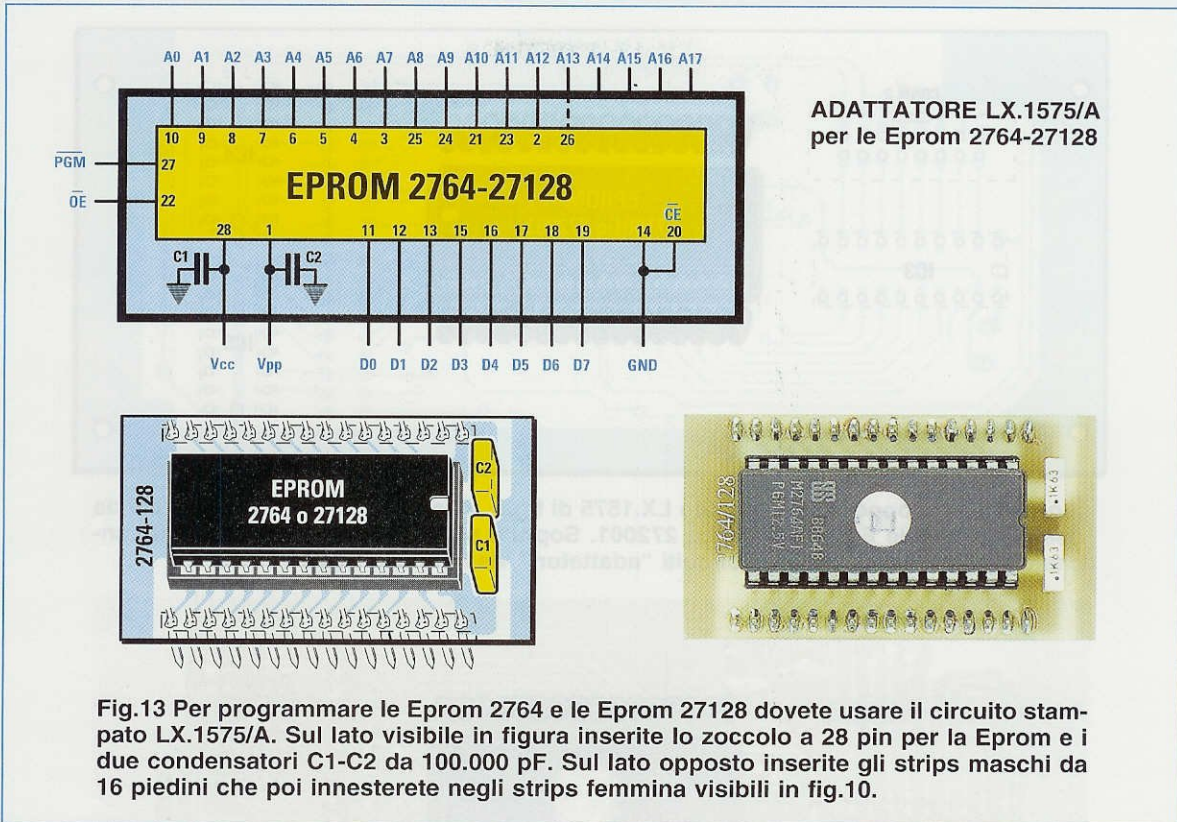 A0 A1 A2 A3 A4 A5 A6 A7 A8 A9 A10 A11 A12 A13 A14 A15 A16 A17
ADATTATORE LX.1575/A
per le Eprom 2764-27128
10 9 8 7 6 5 4 3 25 24 21 23 2 26
PGM
27
EPROM 2764-27128
OE
22
CE
28 1 11 12 13 15 16 17 18 19 14 20
C1 C2
Vcc Vpp D0 D1 D2 D3 D4 D5 D6 D7 GND
2764-128
EPROM
2764 o 27128
C2
C1
2764/128
M2764AF1
PGM12.5V
.1K63
.1K63
Fig.13 Per programmare le Eprom 2764 e le Eprom 27128 dovete usare il circuito stam-
pato LX.1575/A. Sul lato visibile in figura inserite lo zoccolo a 28 pin per la Eprom e i
due condensatori C1-C2 da 100.000 pF. Sul lato opposto inserite gli strips maschi da
16 piedini che poi innesterete negli strips femmina visibili in fig.10.